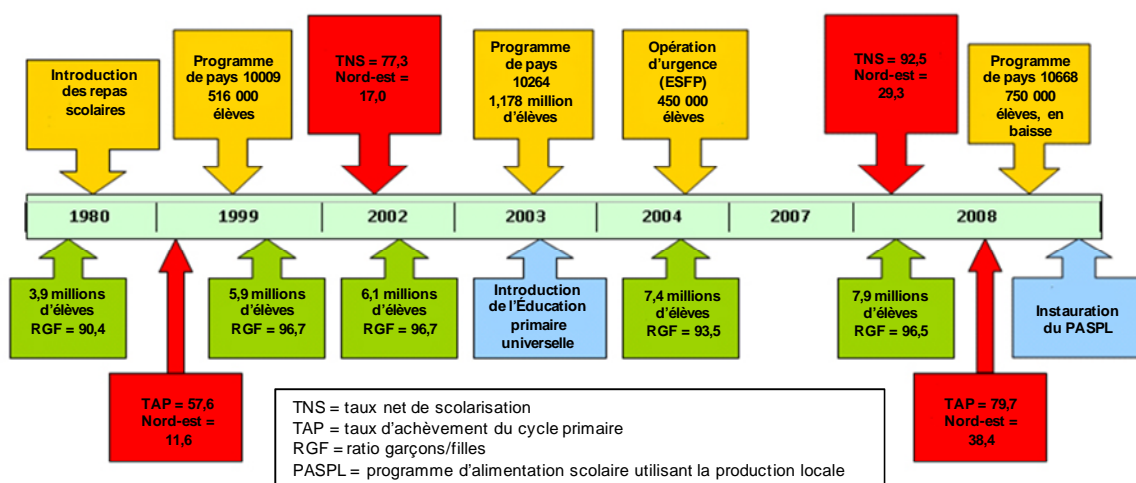 Introduction
des repas
scolaires
Programme
de pays 10009
516 000
élèves
TNS = 77,3
Nord-est =
17,0
Programme
de pays
10264
1,178 million
d'élèves
Opération
d'urgence
(ESFP)
450 000
élèves
TNS = 92,5
Nord-est =
29,3
Programme
de pays 10668
750 000
élèves, en
baisse
1980
1999
2002
2003
2004
2007
2008
3,9 millions
d'élèves
RGF = 90,4
5,9 millions
d'élèves
RGF = 96,7
6,1 millions
d'élèves
RGF = 96,7
Introduction
de l'Éducation
primaire
universelle
7,4 millions
d'élèves
RGF = 93,5
7,9 millions
d'élèves
RGF = 96,5
Instauration
du PASPL
TAP = 57,6
Nord-est =
11,6
TAP = 79,7
Nord-est =
38,4
TNS = taux net de scolarisation
TAP = taux d'achèvement du cycle primaire
RGF = ratio garçons/filles
PASPL = programme d'alimentation scolaire utilisant la production locale